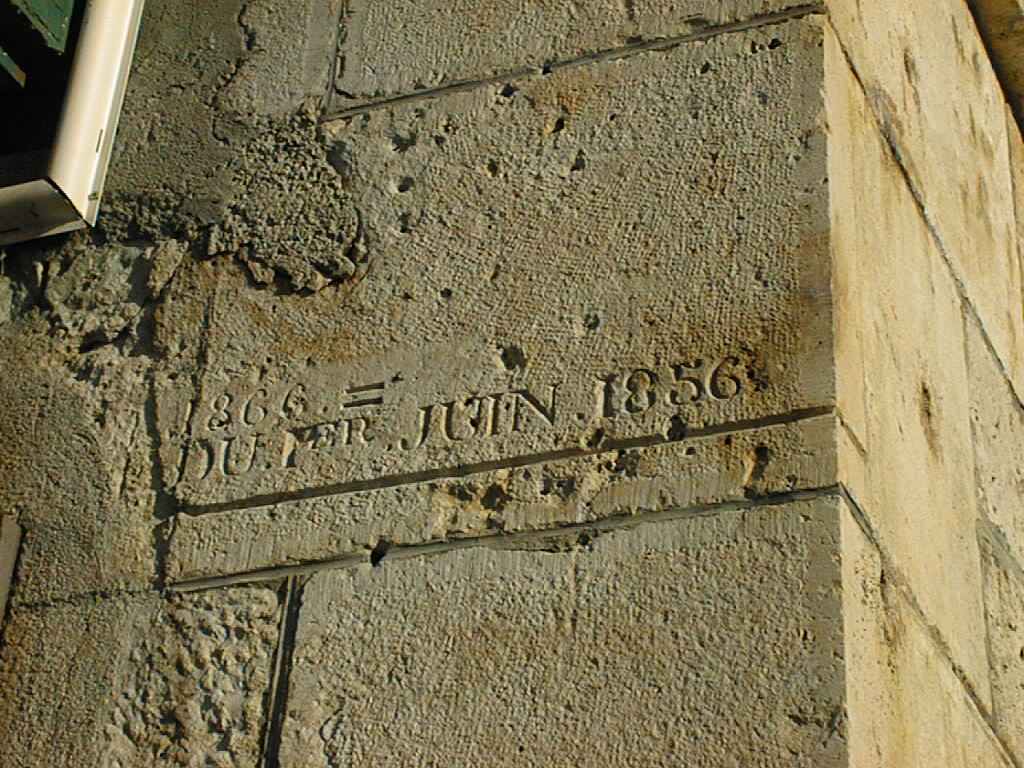 1866. =
DU. 1ER .JUIN .1856